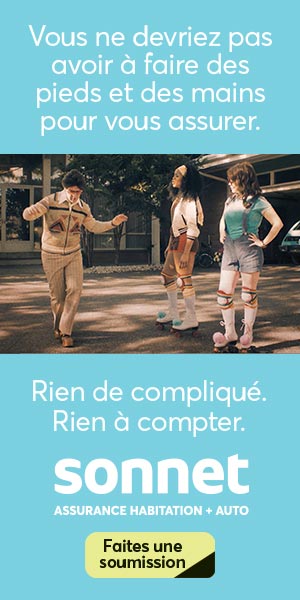 Vous ne devriez pas
avoir à faire des
pieds et des mains
pour vous assurer.
Rien de compliqué.
Rien à compter.
sonnet
ASSURANCE HABITATION + AUTO
Faites une
soumission